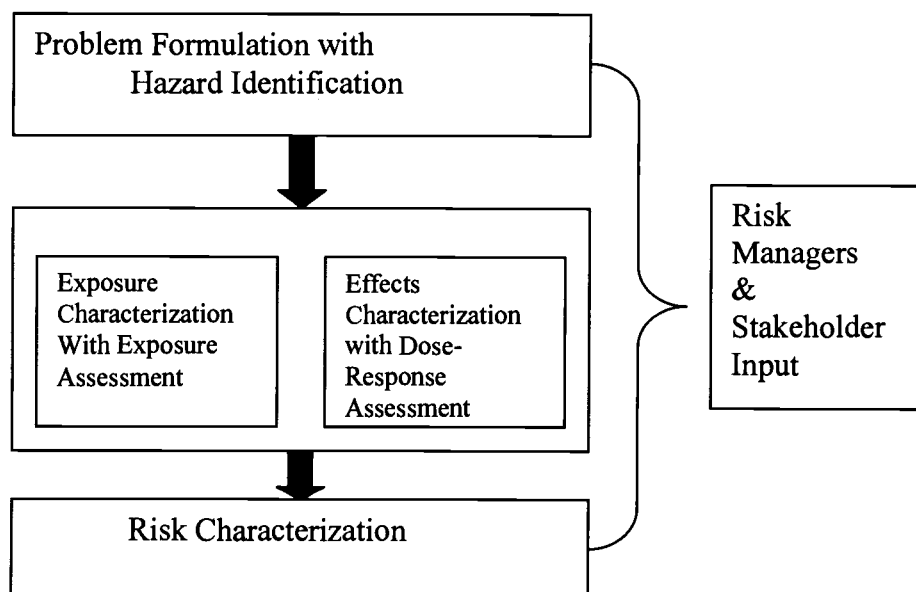 Problem Formulation with
Hazard Identification
Exposure
Characterization
With Exposure
Assessment
Effects
Characterization
with Dose-
Response
Assessment
Risk Characterization
Risk
Managers
&
Stakeholder
Input